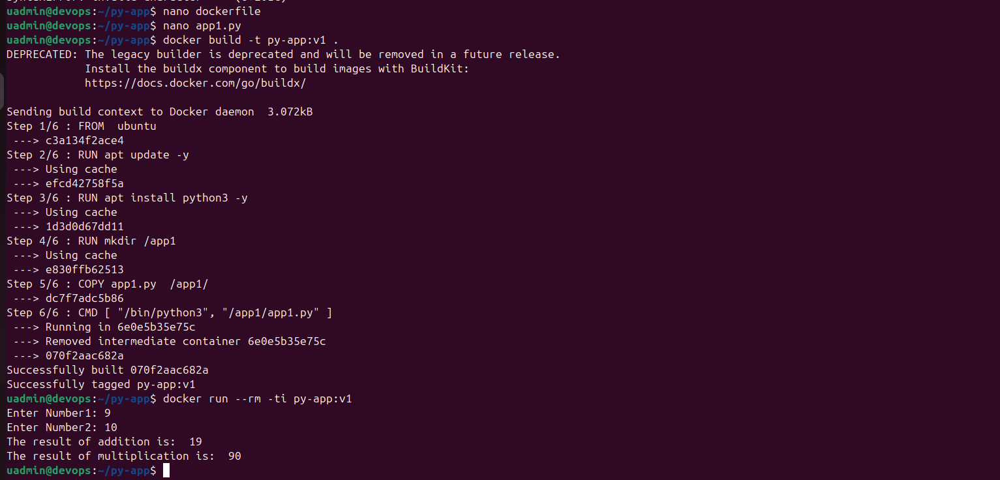 uadmin@devops:~/py-app$ nano dockerfile
uadmin@devops:~/py-app$ nano app1.py
uadmin@devops:~/py-app$ docker build -t py-app:v1 .
DEPRECATED: The legacy builder is deprecated and will be removed in a future release.
            Install the buildx component to build images with BuildKit:
            https://docs.docker.com/go/buildx/

Sending build context to Docker daemon  3.072kB
Step 1/6 : FROM  ubuntu
 ---> c3a134f2ace4
Step 2/6 : RUN apt update -y
 ---> Using cache
 ---> efcd42758f5a
Step 3/6 : RUN apt install python3 -y
 ---> Using cache
 ---> 1d3d0d67dd11
Step 4/6 : RUN mkdir /app1
 ---> Using cache
 ---> e830ffb62513
Step 5/6 : COPY app1.py  /app1/
 ---> dc7f7adc5b86
Step 6/6 : CMD [ "/bin/python3", "/app1/app1.py" ]
 ---> Running in 6e0e5b35e75c
 ---> Removed intermediate container 6e0e5b35e75c
 ---> 070f2aac682a
Successfully built 070f2aac682a
Successfully tagged py-app:v1
uadmin@devops:~/py-app$ docker run --rm -ti py-app:v1
Enter Number1: 9
Enter Number2: 10
The result of addition is:  19
The result of multiplication is:  90
uadmin@devops:~/py-app$